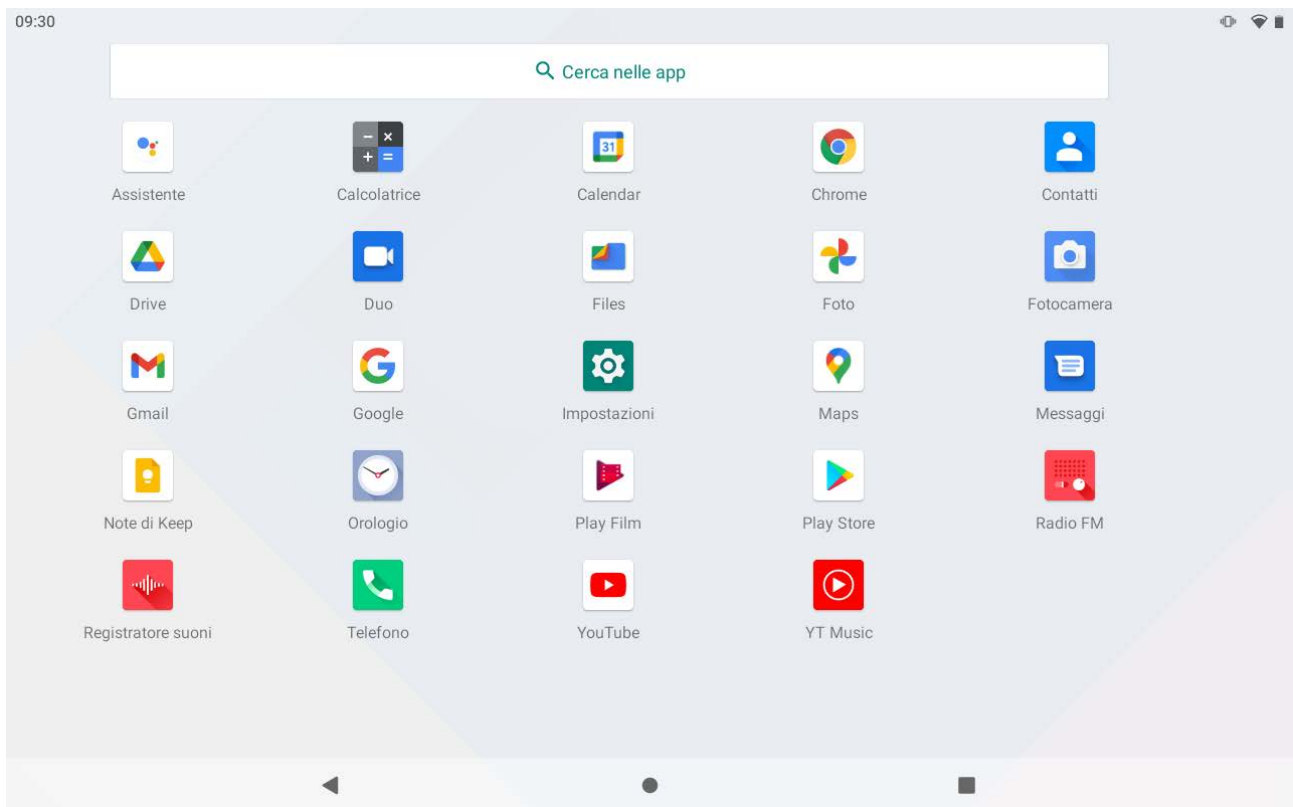 09:30
Cerca nelle app
31
Assistente Calcolatrice Calendar Chrome Contatti
Drive Duo Files Foto Fotocamera
Gmail Google Impostazioni Maps Messaggi
Note di Keep Orologio Play Film Play Store Radio FM
Registratore suoni Telefono YouTube YT Music